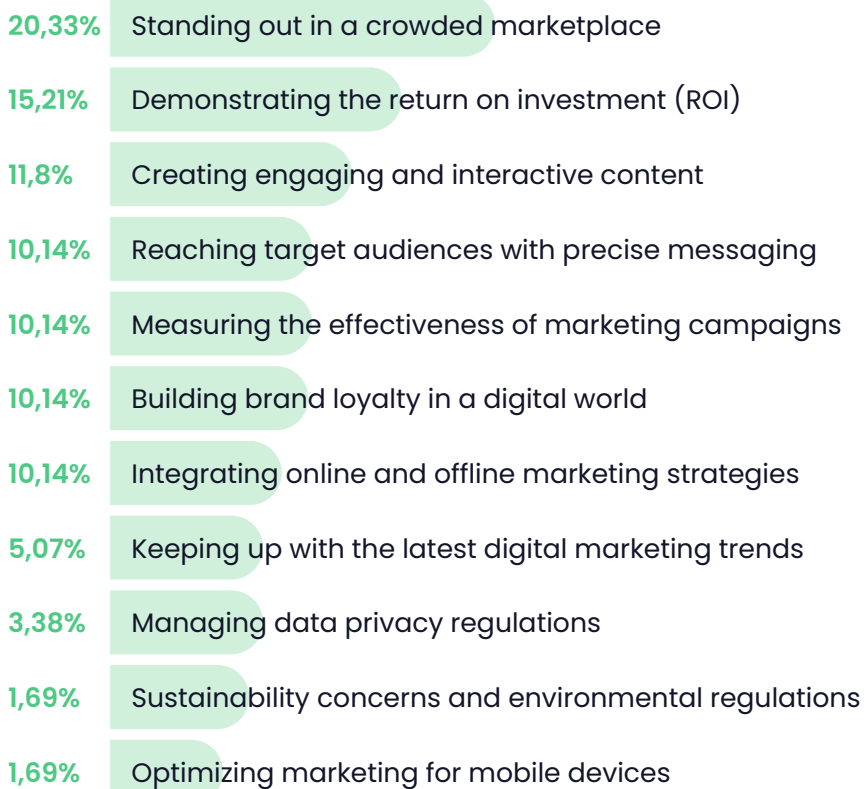 20,33% Standing out in a crowded marketplace
15,21% Demonstrating the return on investment (ROI)
11,8% Creating engaging and interactive content
10,14% Reaching target audiences with precise messaging
10,14% Measuring the effectiveness of marketing campaigns
10,14% Building brand loyalty in a digital world
10,14% Integrating online and offline marketing strategies
5,07% Keeping up with the latest digital marketing trends
3,38% Managing data privacy regulations
1,69% Sustainability concerns and environmental regulations
1,69% Optimizing marketing for mobile devices